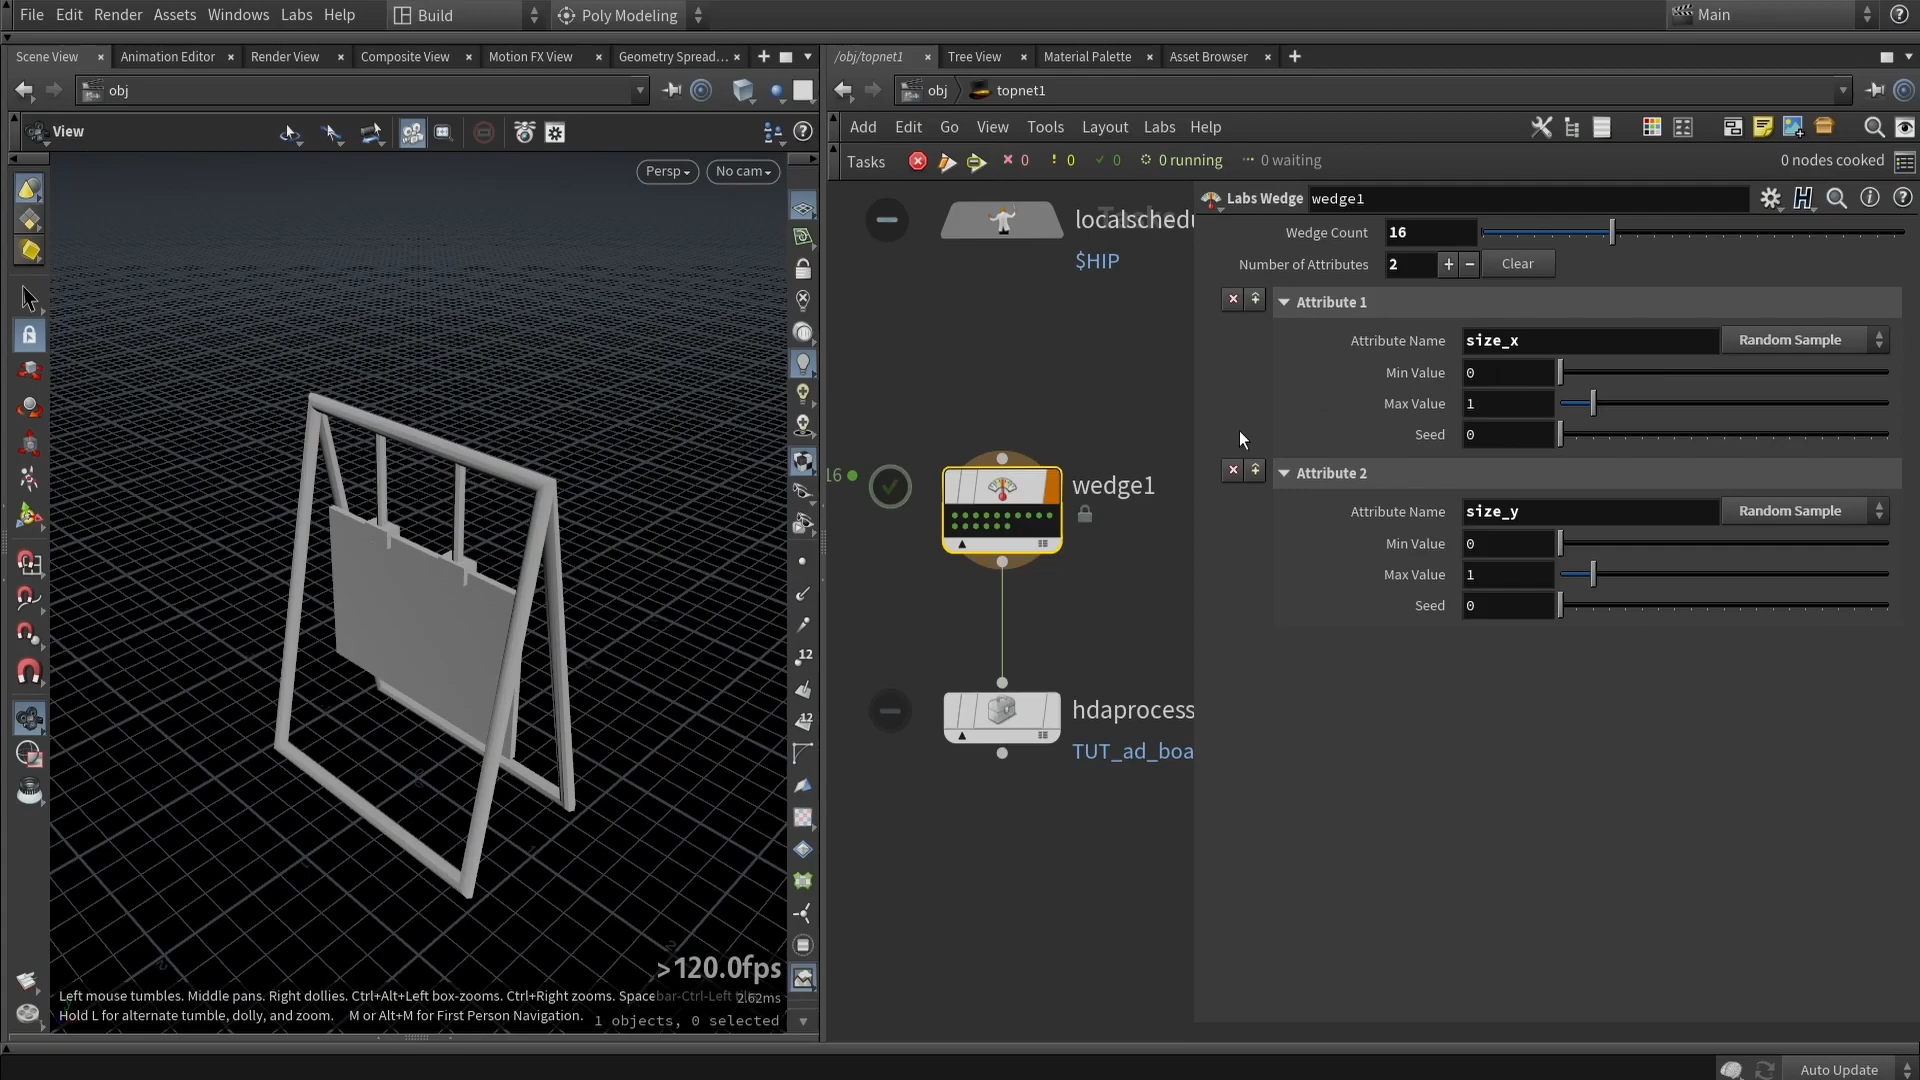 File Edit Render Assets Windows Labs Help Build Poly Modeling Main
Scene View Animation Editor Render View Composite View Motion FX View Geometry Spread...
/obj/topnet1 Tree View Material Palette Asset Browser
obj
obj topnet1
View
Add Edit Go View Tools Layout Labs Help
Tasks 0 0 0 0 running 0 waiting 0 nodes cooked
Persp No cam
localschedu
$HIP
Labs Wedge wedge1
Wedge Count 16
Number of Attributes 2 + - Clear
Attribute 1
Attribute Name size_x Random Sample
Min Value 0
Max Value 1
Seed 0
Attribute 2
Attribute Name size_y Random Sample
Min Value 0
Max Value 1
Seed 0
16
wedge1
hdaprocess
TUT_ad_boa
12
12
>120.0fps
2.62ms
Left mouse tumbles. Middle pans. Right dollies. Ctrl+Alt+Left box-zooms. Ctrl+Right zooms. Spacebar-Ctrl-Left
Hold L for alternate tumble, dolly, and zoom. M or Alt+M for First Person Navigation.
1 objects, 0 selected
Auto Update